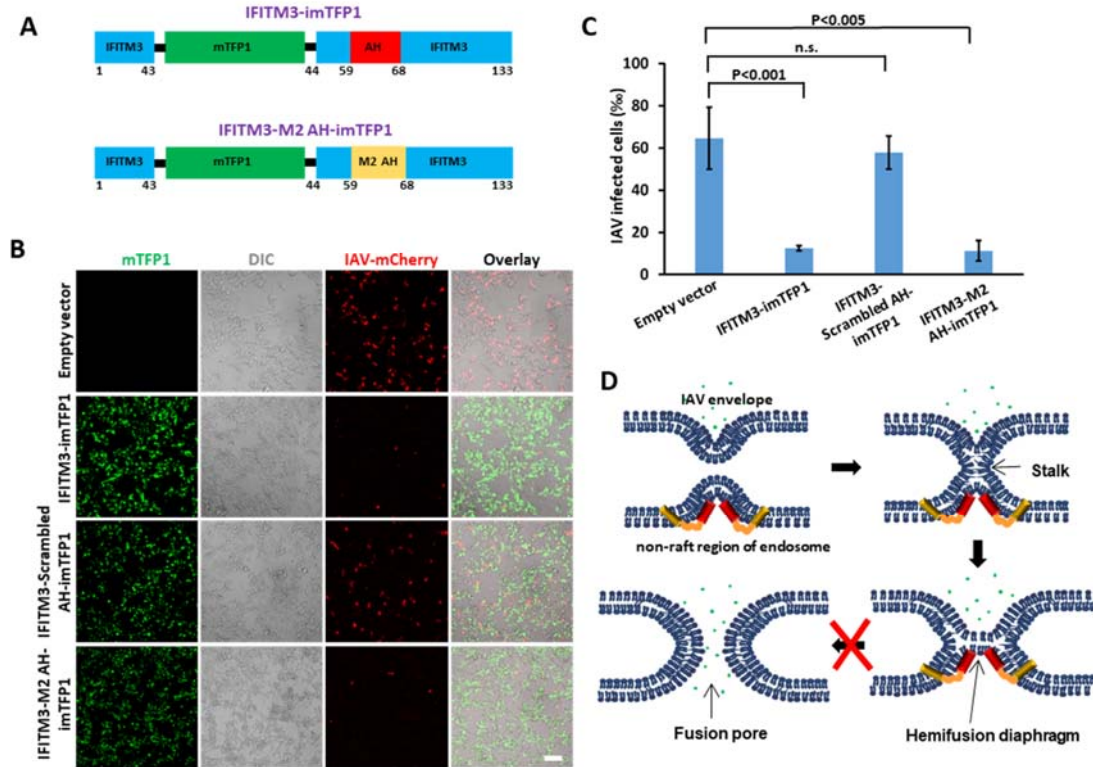 A
IFITM3-imTFP1
IFITM3 mTFP1 AH IFITM3
1 43 44 59 68 133
IFITM3-M2 AH-imTFP1
IFITM3 mTFP1 M2 AH IFITM3
1 43 44 59 68 133
B
mTFP1 DIC IAV-mCherry Overlay
Empty vector
IFITM3-imTFP1
IFITM3-Scrambled
AH-imTFP1
IFITM3-M2 AH-
imTFP1
C
P<0.005
n.s.
P<0.001
IAV infected cells (‰)
100
80
60
40
20
0
Empty vector
IFITM3-imTFP1
IFITM3-
Scrambled AH-
imTFP1
IFITM3-M2
AH-imTFP1
D
IAV envelope
Stalk
non-raft region of endosome
Fusion pore
Hemifusion diaphragm